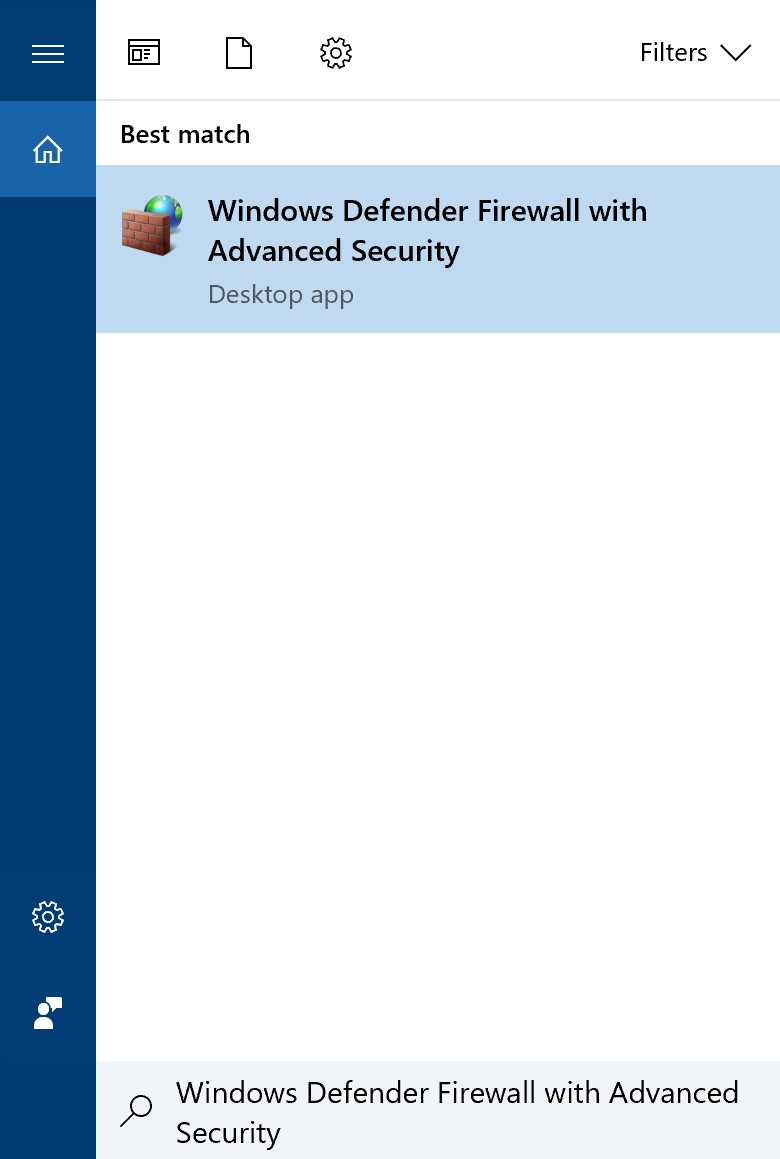 Filters
Best match
Windows Defender Firewall with
Advanced Security
Desktop app
Windows Defender Firewall with Advanced
Security